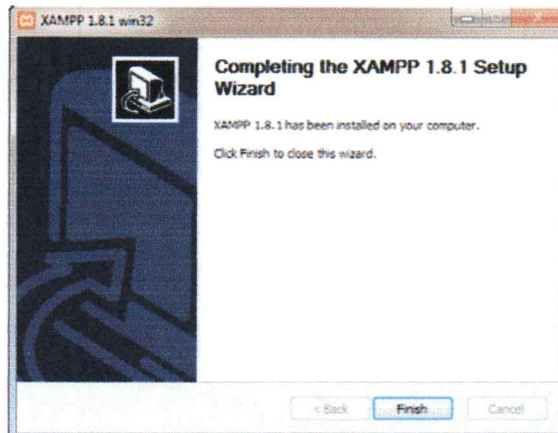 XAMPP 1.8.1 win32
Completing the XAMPP 1.8.1 Setup
Wizard
XAMPP 1.8.1 has been installed on your computer.
Click Finish to close this wizard.
< Back Finish Cancel